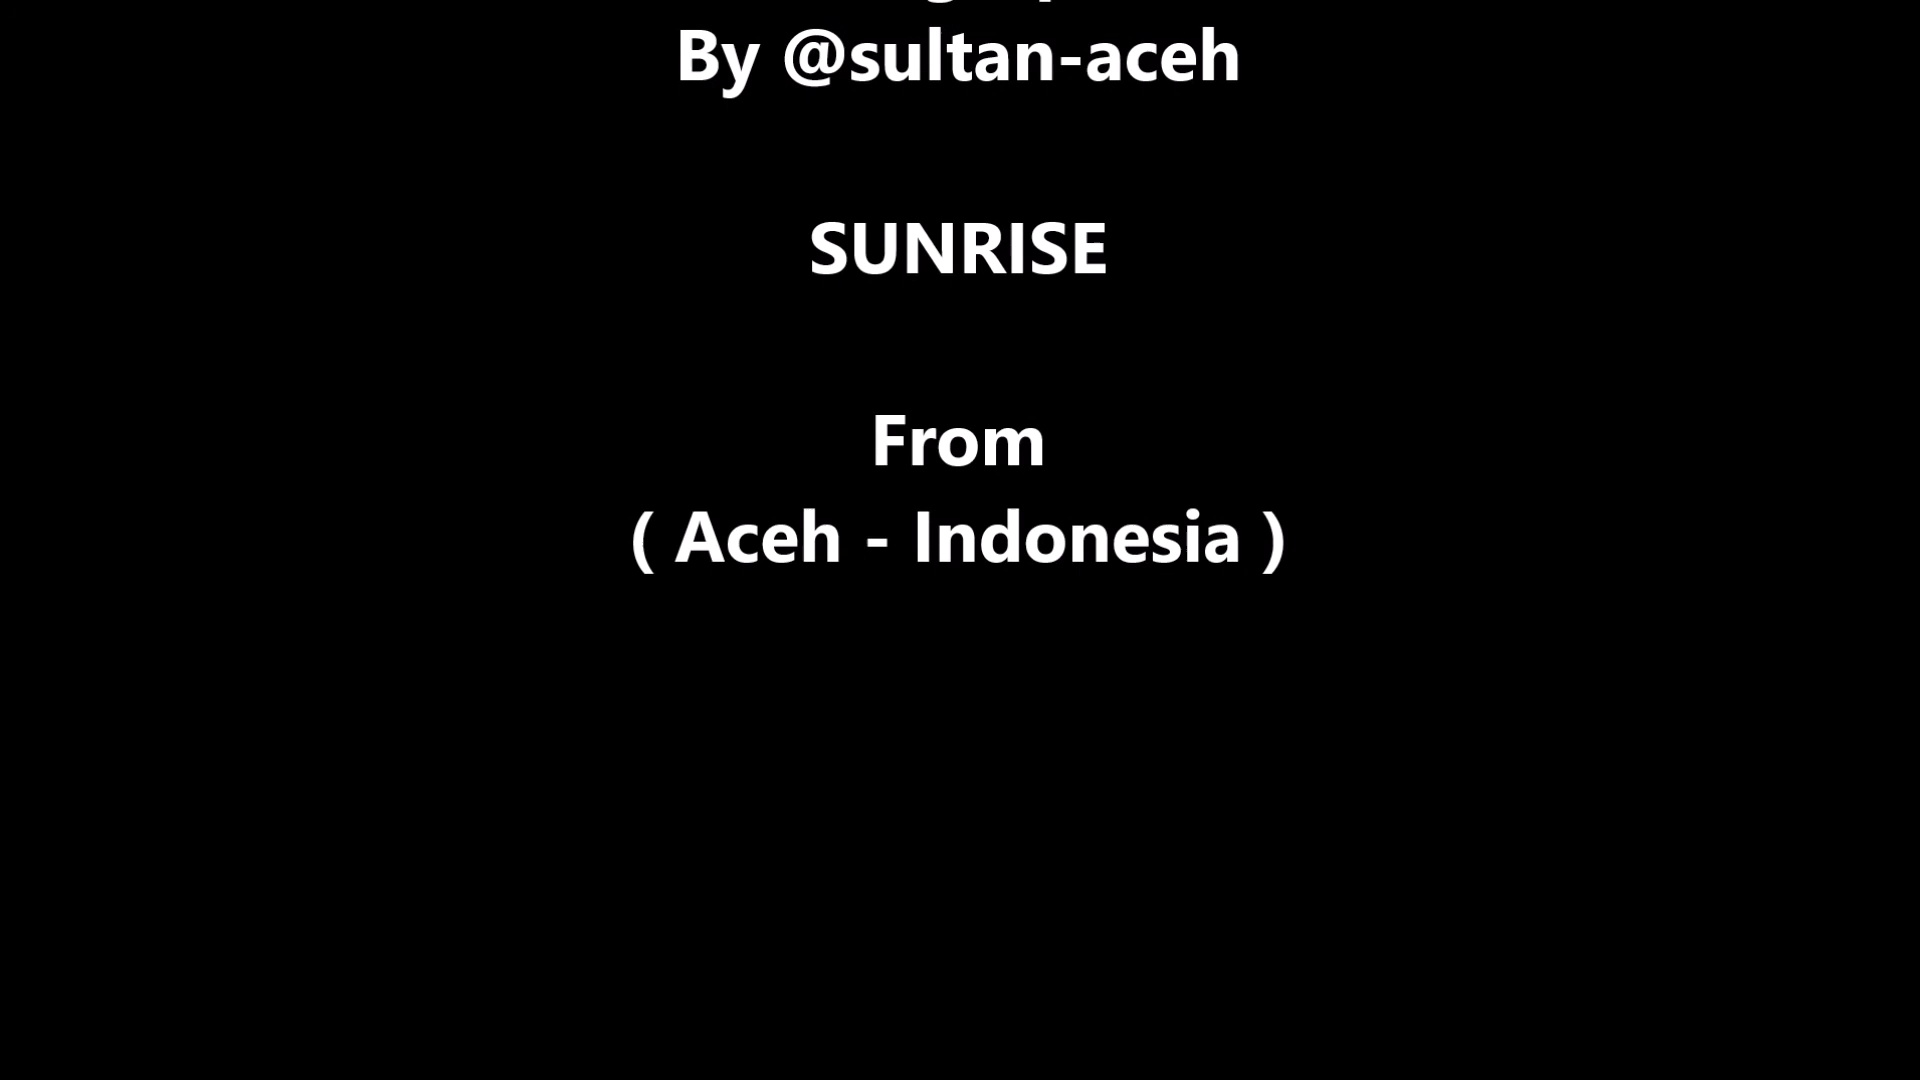 By @sultan-aceh
SUNRISE
From
( Aceh - Indonesia )